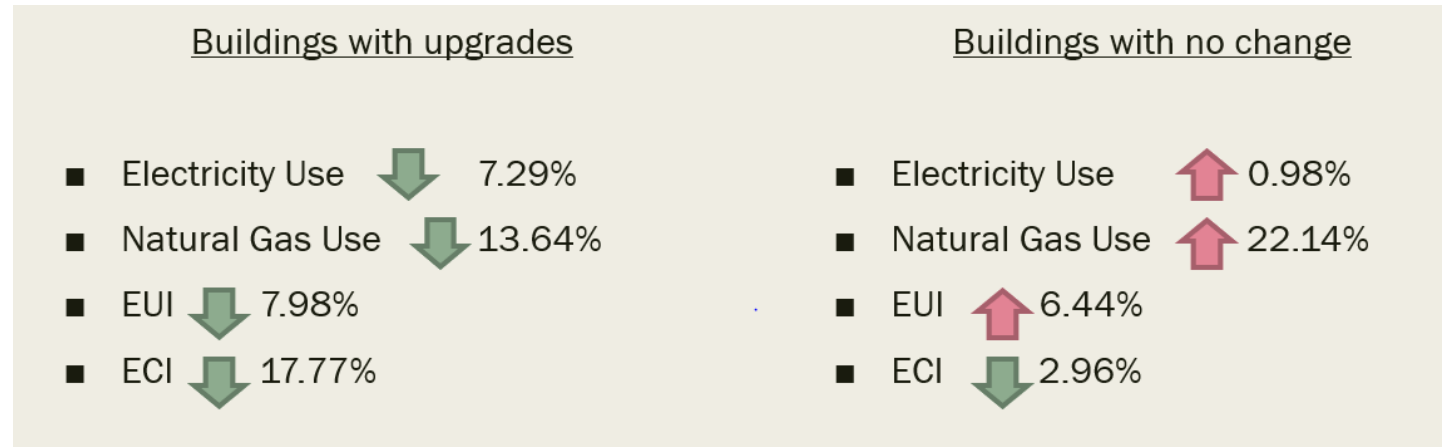 Buildings with upgrades
■ Electricity Use 7.29%
■ Natural Gas Use 13.64%
■ EUI 7.98%
■ ECI 17.77%
Buildings with no change
■ Electricity Use 0.98%
■ Natural Gas Use 22.14%
■ EUI 6.44%
■ ECI 2.96%